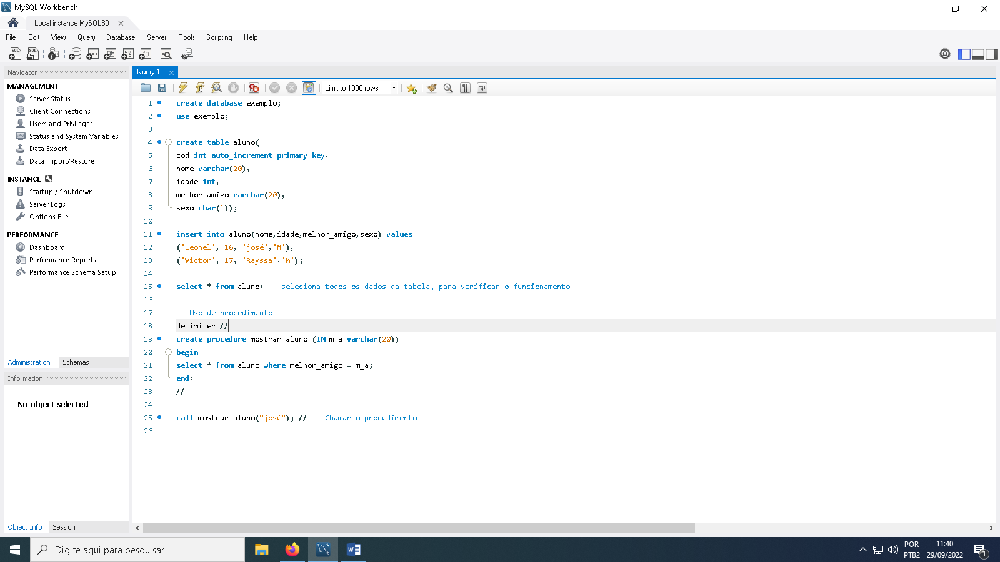 MySQL Workbench
Local instance MySQL80
File Edit View Query Database Server Tools Scripting Help
Navigator
MANAGEMENT
Server Status
Client Connections
Users and Privileges
Status and System Variables
Data Export
Data Import/Restore
INSTANCE
Startup / Shutdown
Server Logs
Options File
PERFORMANCE
Dashboard
Performance Reports
Performance Schema Setup
Administration Schemas
Information
No object selected
Object Info Session
Query 1
Limit to 1000 rows
1 create database exemplo;
2 use exemplo;
3
4 create table aluno(
5 cod int auto_increment primary key,
6 nome varchar(20),
7 idade int,
8 melhor_amigo varchar(20),
9 sexo char(1));
10
11 insert into aluno(nome,idade,melhor_amigo,sexo) values
12 ('Leonel', 16, 'josé','M'),
13 ('Victor', 17, 'Rayssa','M');
14
15 select * from aluno; -- seleciona todos os dados da tabela, para verificar o funcionamento --
16
17 -- Uso de procedimento
18 delimiter //
19 create procedure mostrar_aluno (IN m_a varchar(20))
20 begin
21 select * from aluno where melhor_amigo = m_a;
22 end;
23 //
24
25 call mostrar_aluno("josé"); // -- Chamar o procedimento --
26
Digite aqui para pesquisar
POR
PTB2
11:40
29/09/2022
1